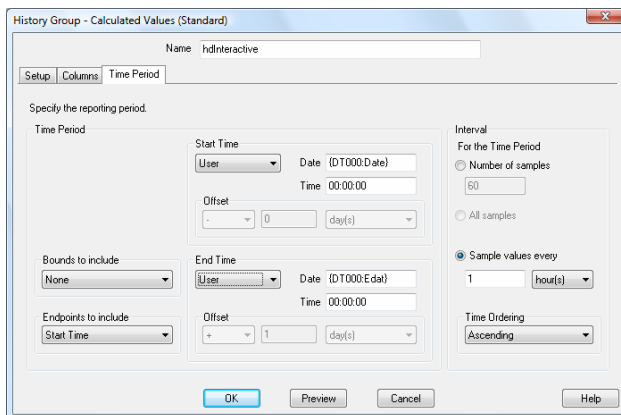 History Group - Calculated Values (Standard)
Name hdInteractive
Setup Columns Time Period
Specify the reporting period.
Time Period
Start Time
User Date {DT000:Date}
Time 00:00:00
Offset
- 0 day(s)
Bounds to include
None
End Time
User Date {DT000:Edat}
Time 00:00:00
Endpoints to include
Start Time
Offset
+ 1 day(s)
Interval
For the Time Period
Number of samples
60
All samples
Sample values every
1 hour(s)
Time Ordering
Ascending
OK Preview Cancel Help